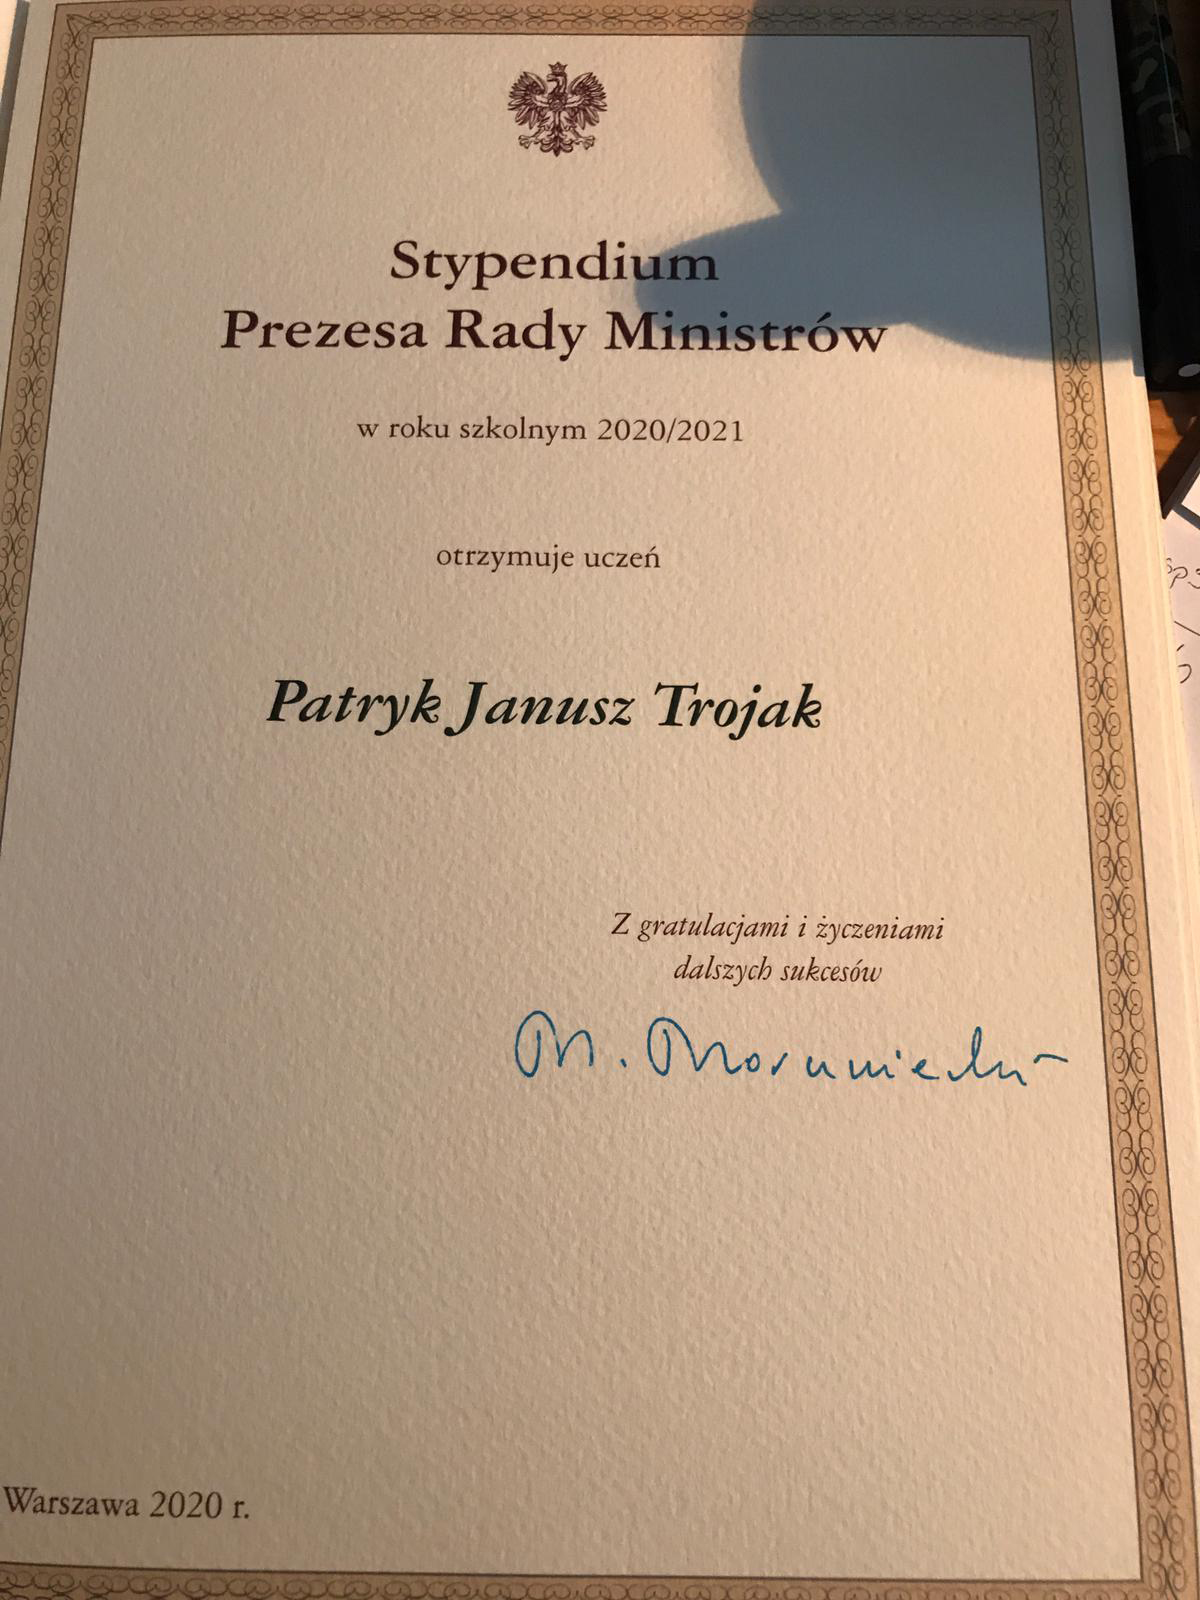 Stypendium
Prezesa Rady Ministrów
w roku szkolnym 2020/2021
otrzymuje uczeń
Patryk Janusz Trojak
Z gratulacjami i życzeniami
dalszych sukcesów
M. Morawiecki
Warszawa 2020 r.